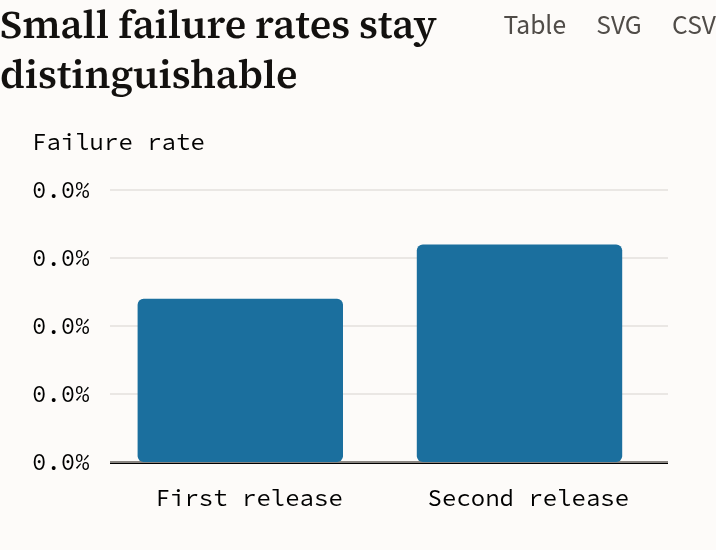 Small failure rates stay
distinguishable
Table SVG CSV
Failure rate
0.0%
0.0%
0.0%
0.0%
0.0%
First release Second release